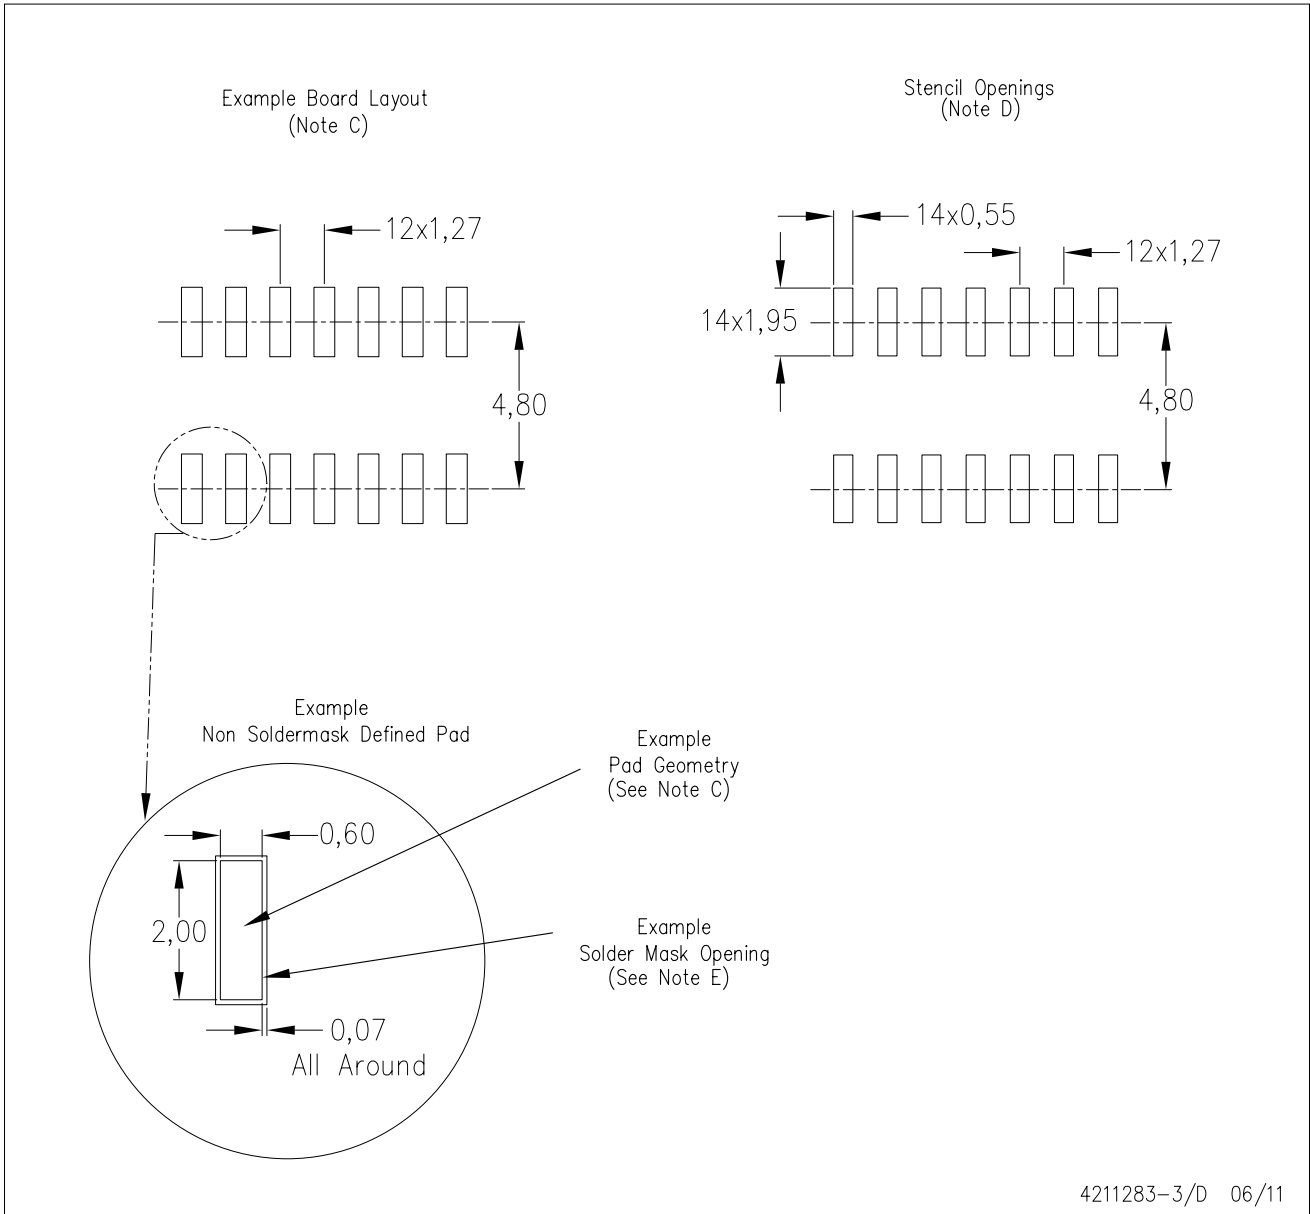 Example Board Layout
(Note C)
Stencil Openings
(Note D)
12x1,27
4,80
14x0,55
12x1,27
14x1,95
4,80
Example
Non Soldermask Defined Pad
Example
Pad Geometry
(See Note C)
0,60
2,00
Example
Solder Mask Opening
(See Note E)
0,07
All Around
4211283-3/D 06/11